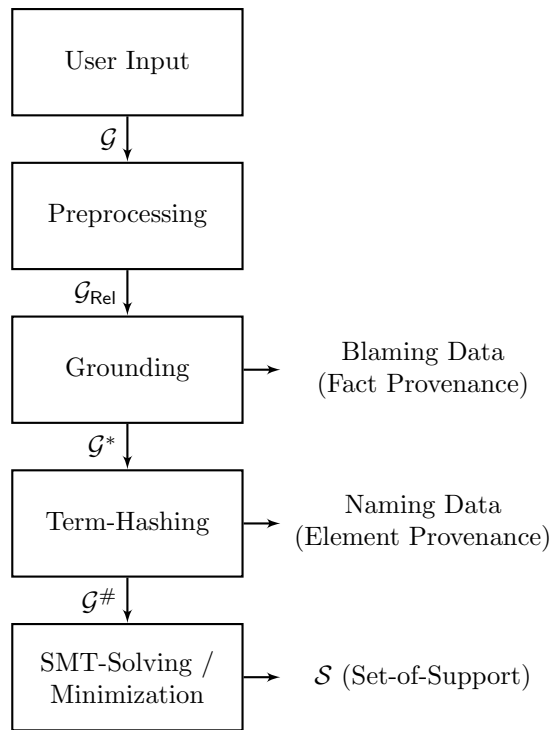 User Input
𝒢
Preprocessing
𝒢_Rel
Grounding
Blaming Data
(Fact Provenance)
𝒢*
Term-Hashing
Naming Data
(Element Provenance)
𝒢#
SMT-Solving /
Minimization
𝒮 (Set-of-Support)